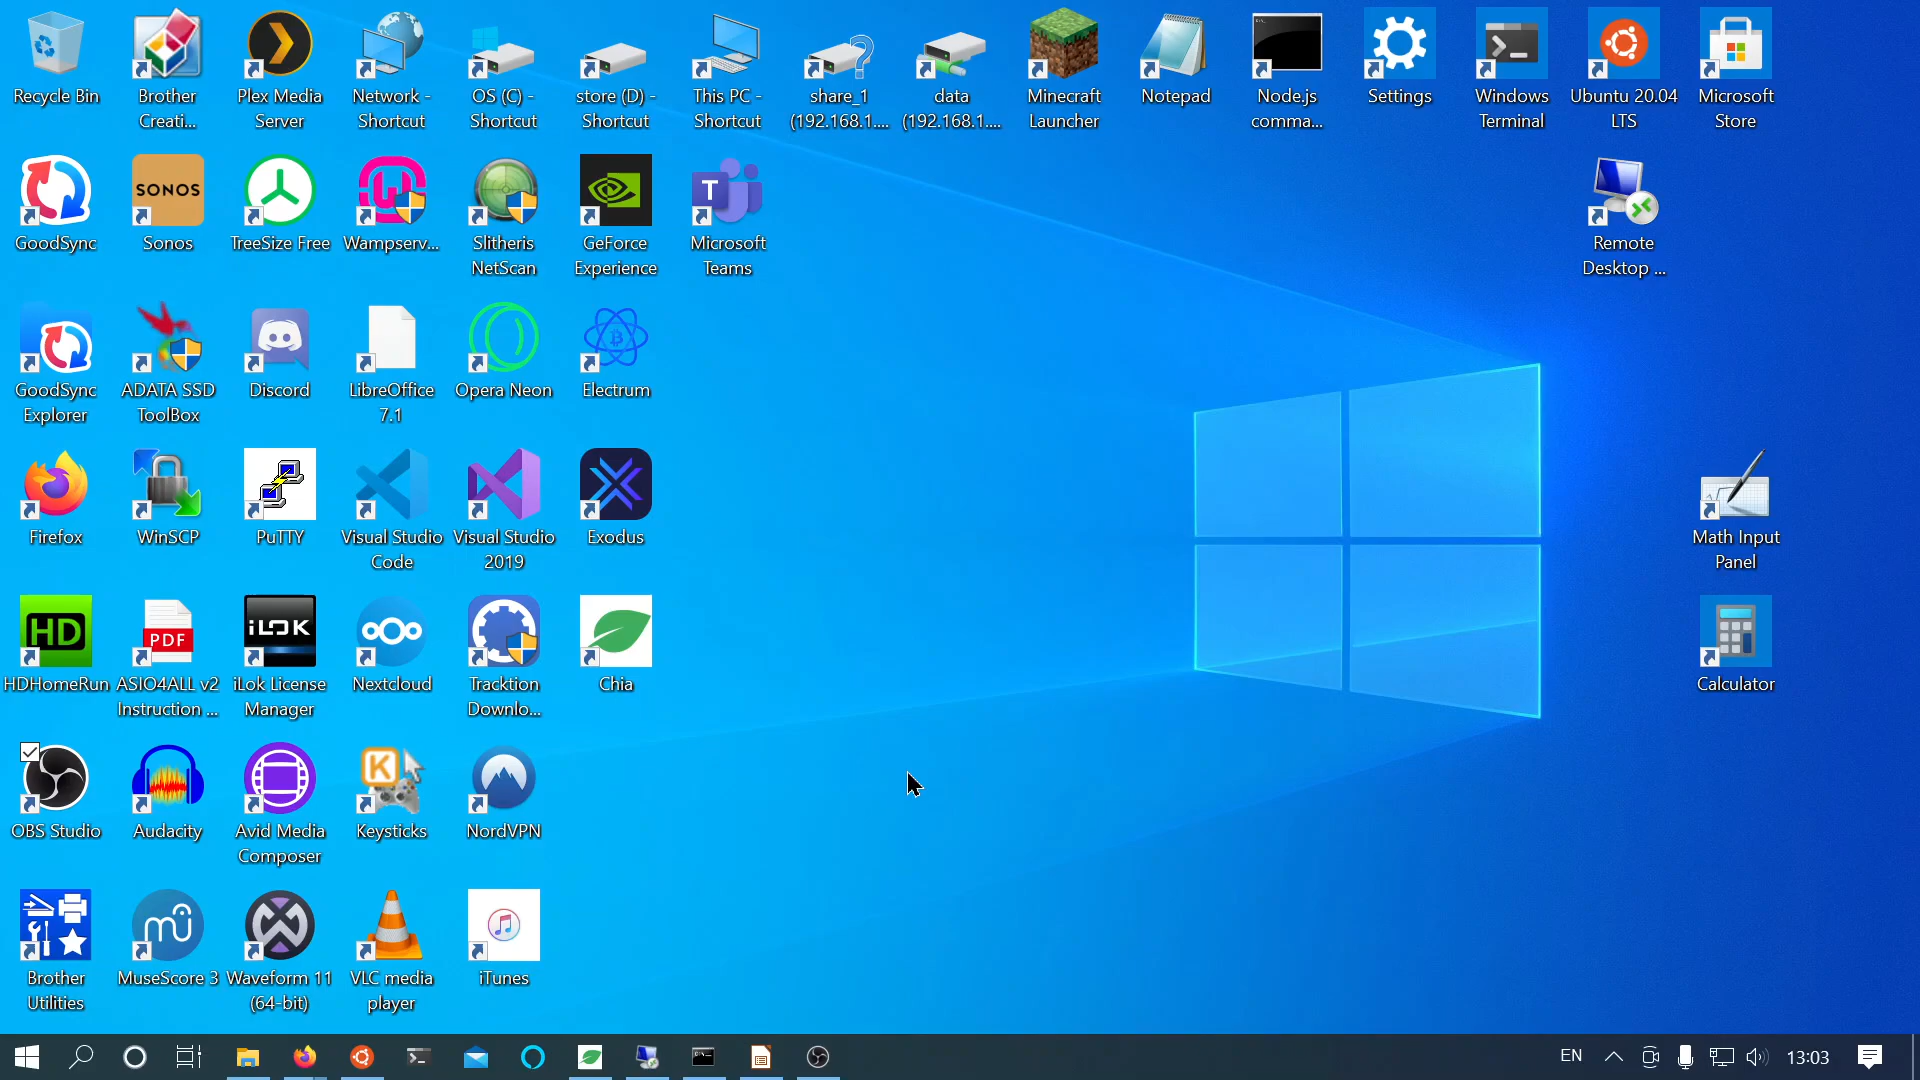 Recycle Bin
Brother
Creati...
Plex Media
Server
Network -
Shortcut
OS (C) -
Shortcut
store (D) -
Shortcut
This PC -
Shortcut
share_1
(192.168.1....
data
(192.168.1....
Minecraft
Launcher
Notepad
Node.js
comma...
Settings
Windows
Terminal
Ubuntu 20.04
LTS
Microsoft
Store
GoodSync
SONOS
Sonos
TreeSize Free
Wampserv...
Slitheris
NetScan
GeForce
Experience
T
Microsoft
Teams
Remote
Desktop ...
GoodSync
Explorer
ADATA SSD
ToolBox
Discord
LibreOffice
7.1
Opera Neon
Electrum
Firefox
WinSCP
PuTTY
Visual Studio
Code
Visual Studio
2019
Exodus
Math Input
Panel
HD
HDHomeRun
PDF
ASIO4ALL v2
Instruction ...
iLOK
iLok License
Manager
Nextcloud
Tracktion
Downlo...
Chia
Calculator
OBS Studio
Audacity
Avid Media
Composer
K
Keysticks
NordVPN
Brother
Utilities
MuseScore 3
Waveform 11
(64-bit)
VLC media
player
iTunes
EN
13:03